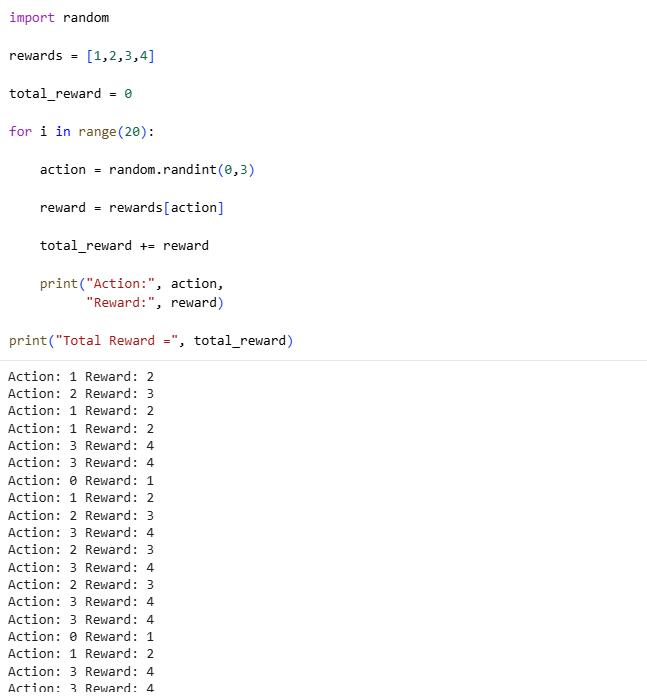 import random
rewards = [1,2,3,4]
total_reward = 0
for i in range(20):
    action = random.randint(0,3)
    reward = rewards[action]
    total_reward += reward
    print("Action:", action,
          "Reward:", reward)
print("Total Reward =", total_reward)
Action: 1 Reward: 2
Action: 2 Reward: 3
Action: 1 Reward: 2
Action: 1 Reward: 2
Action: 3 Reward: 4
Action: 3 Reward: 4
Action: 0 Reward: 1
Action: 1 Reward: 2
Action: 2 Reward: 3
Action: 3 Reward: 4
Action: 2 Reward: 3
Action: 3 Reward: 4
Action: 2 Reward: 3
Action: 3 Reward: 4
Action: 3 Reward: 4
Action: 0 Reward: 1
Action: 1 Reward: 2
Action: 3 Reward: 4
Action: 3 Reward: 4